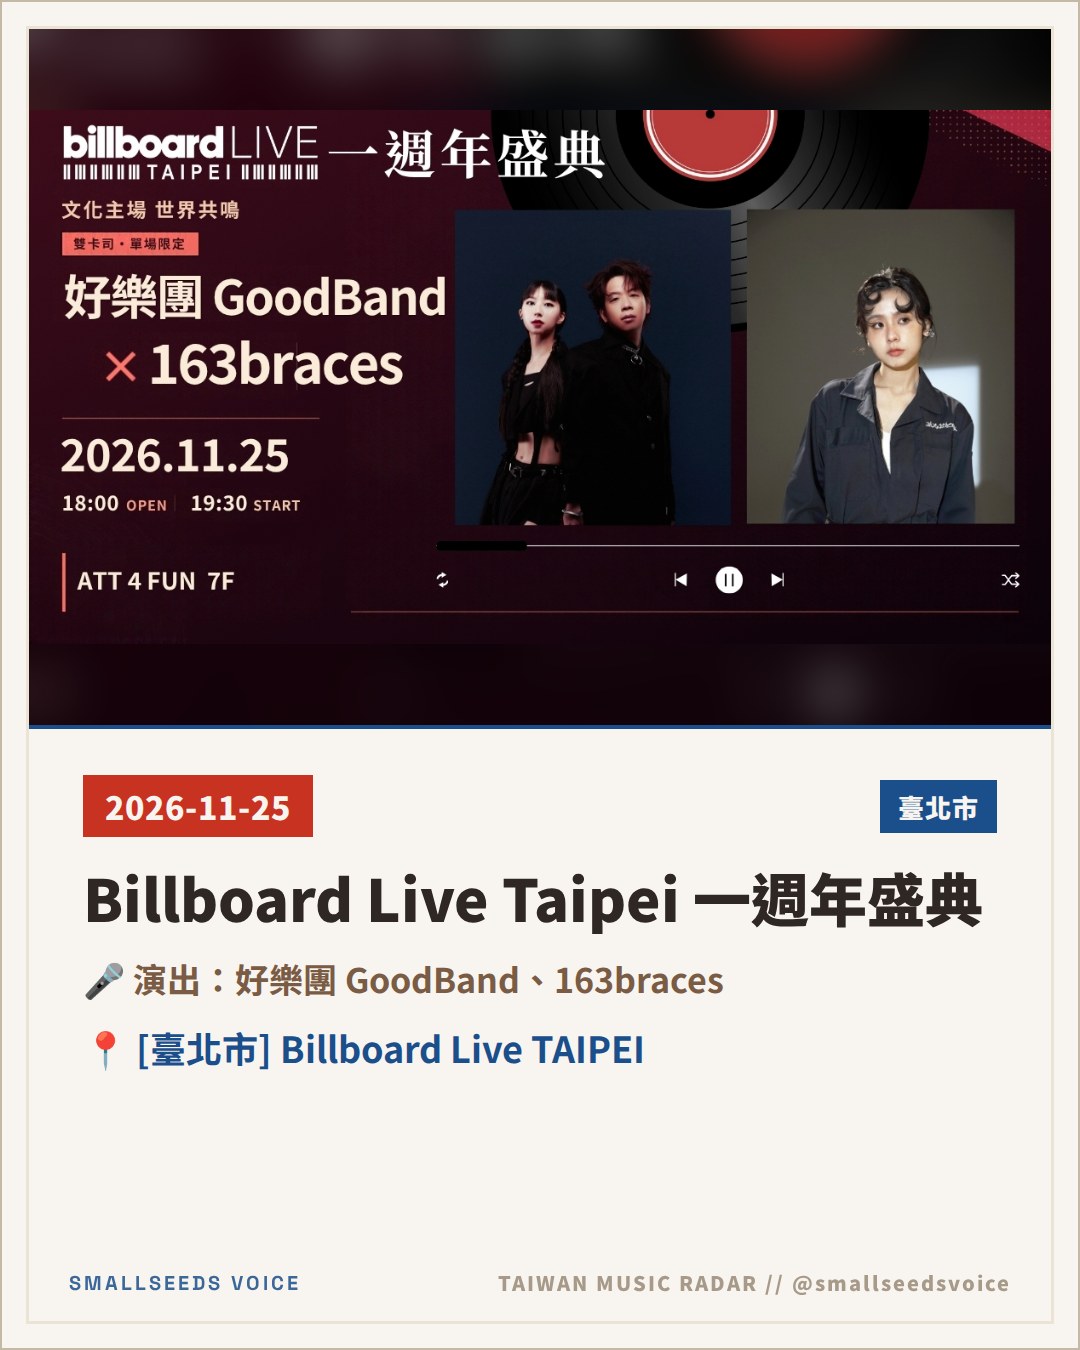 billboard LIVE 一週年盛典
TAIPEI
文化主場 世界共鳴
雙卡司・單場限定
好樂團 GoodBand
× 163braces
2026.11.25
18:00 OPEN 19:30 START
ATT 4 FUN 7F
2026-11-25
臺北市
Billboard Live Taipei 一週年盛典
🎤 演出：好樂團 GoodBand、163braces
📍 [臺北市] Billboard Live TAIPEI
SMALLSEEDS VOICE
TAIWAN MUSIC RADAR // @smallseedsvoice